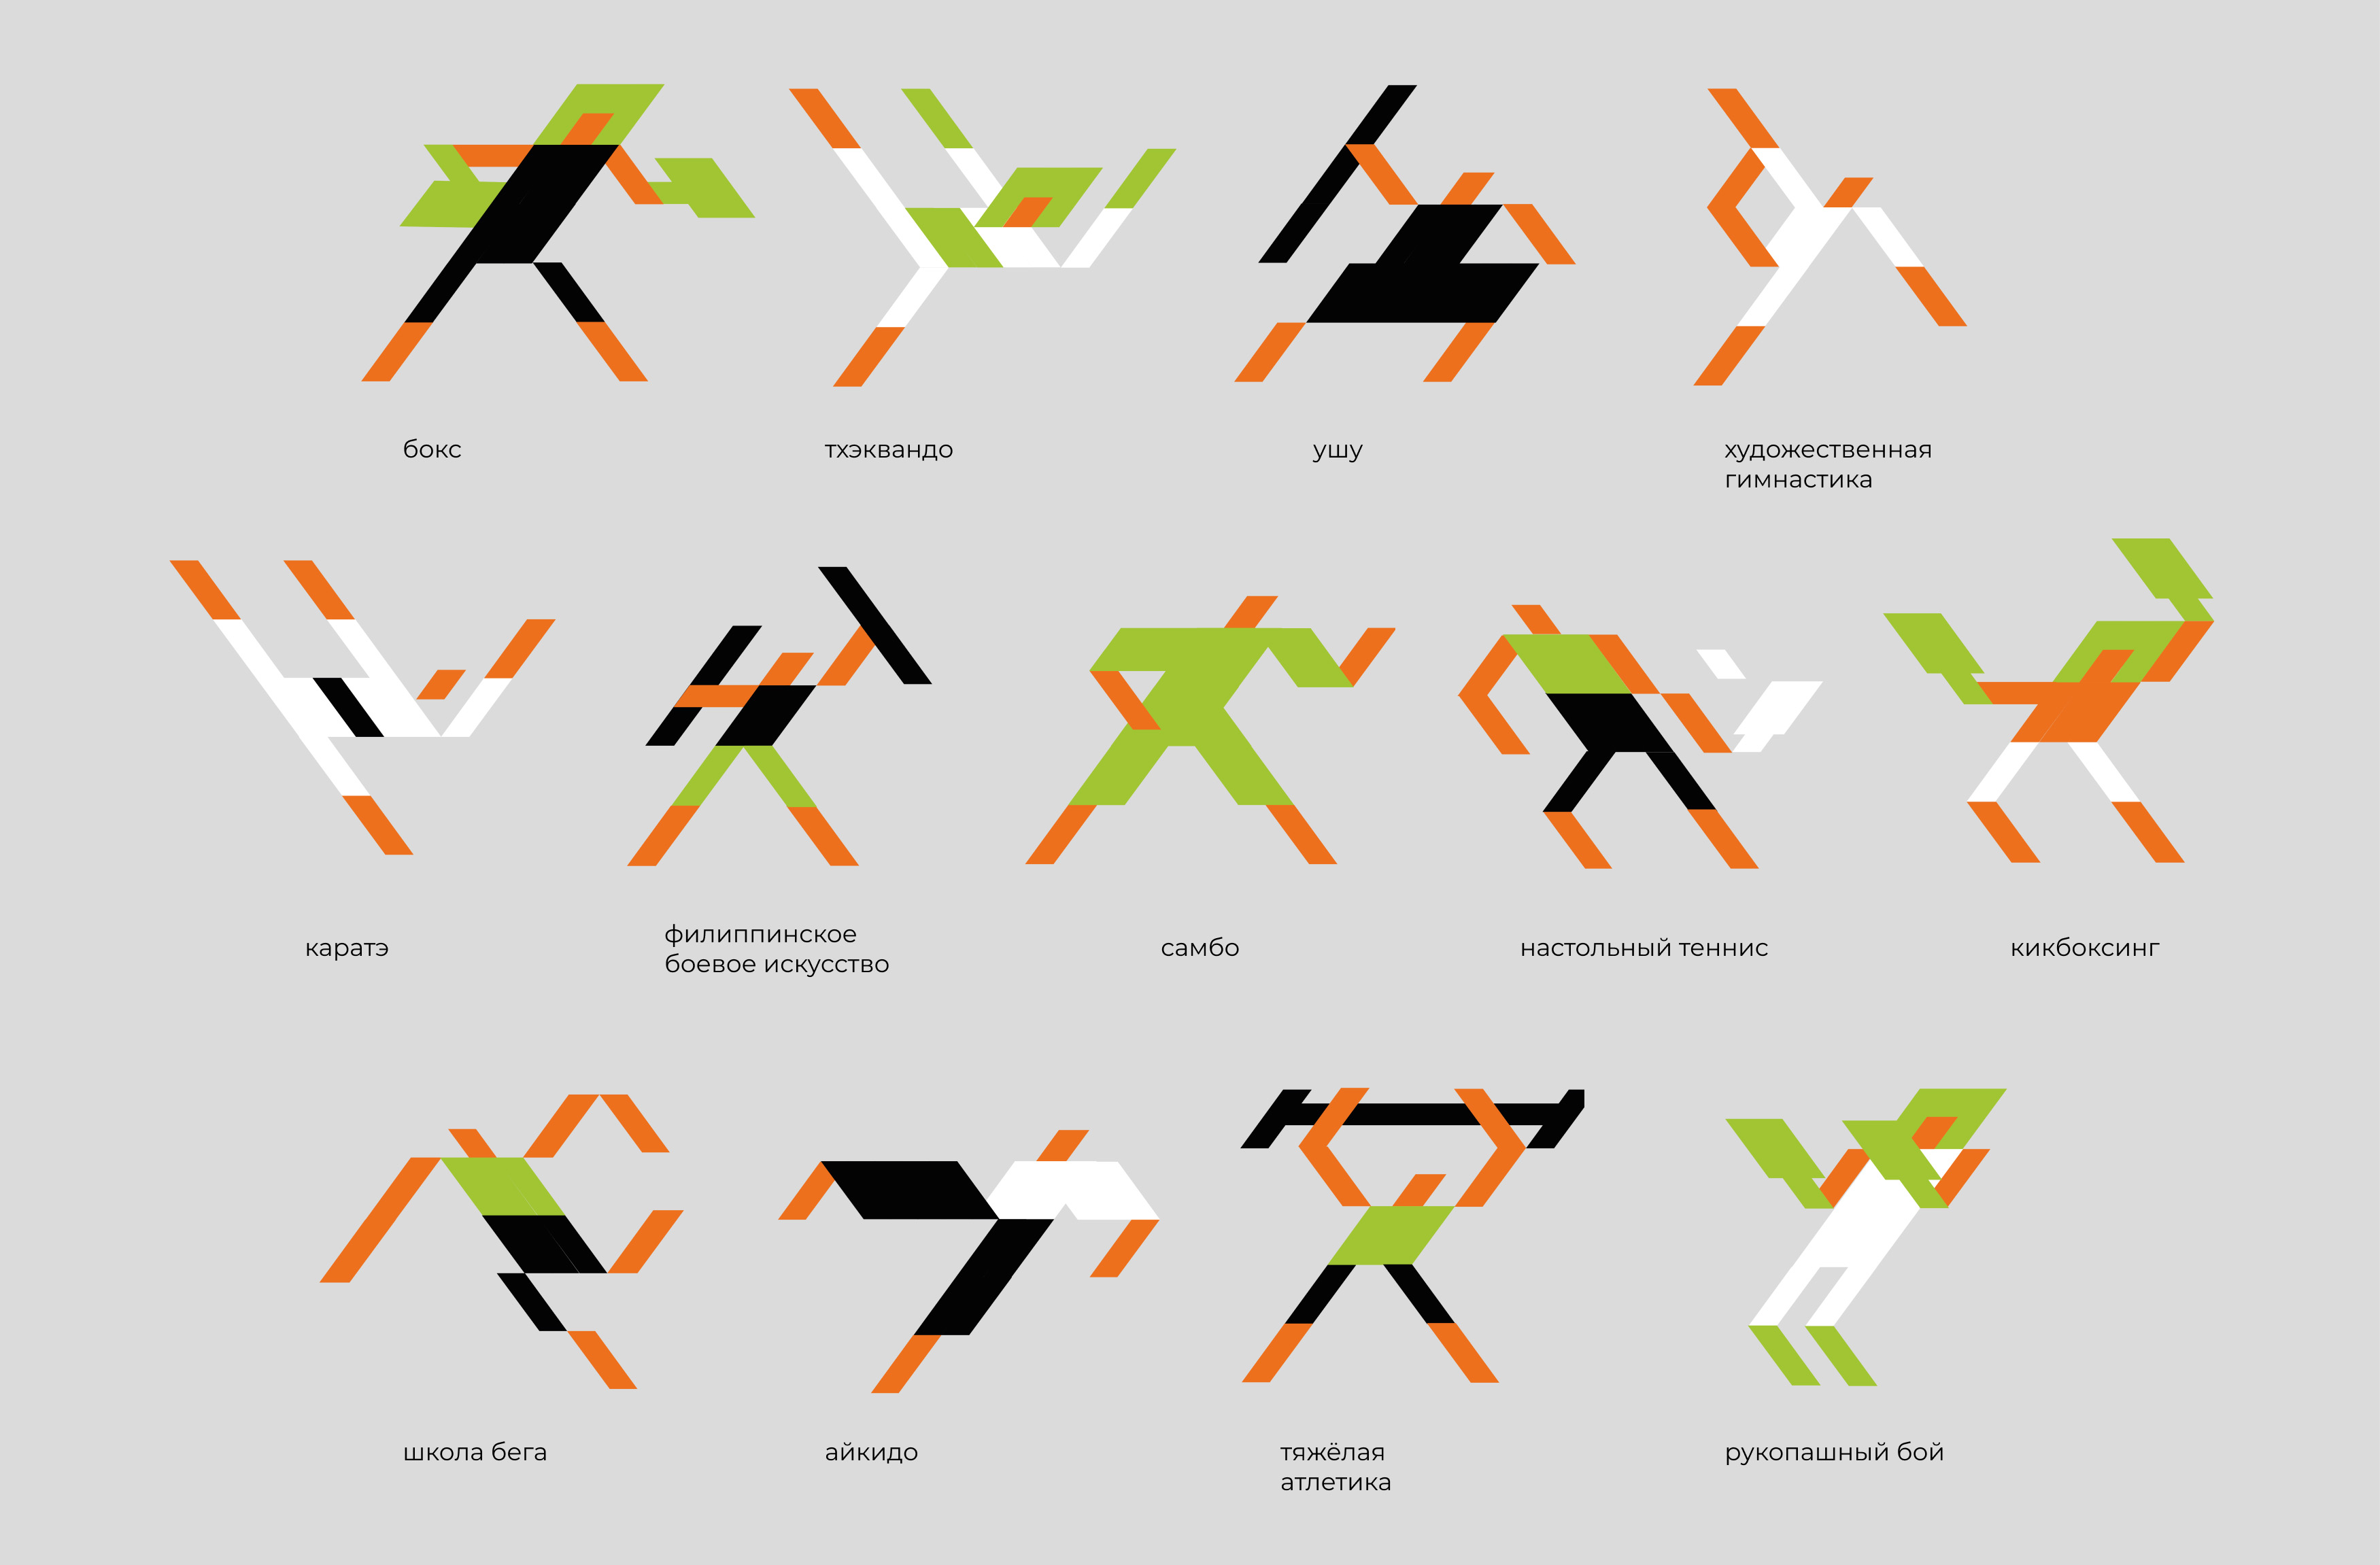 бокс
тхэквандо
ушу
художественная
гимнастика
каратэ
филиппинское
боевое искусство
самбо
настольный теннис
кикбоксинг
школа бега
айкидо
тяжёлая
атлетика
рукопашный бой